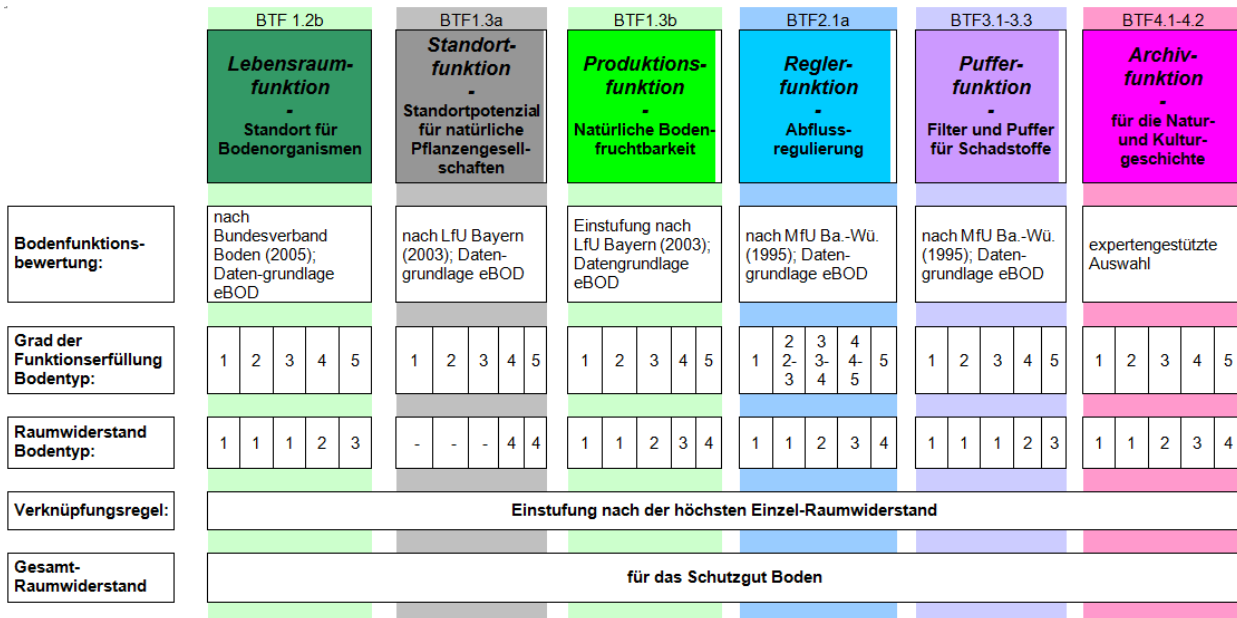 BTF 1.2b
BTF1.3a
BTF1.3b
BTF2.1a
BTF3.1-3.3
BTF4.1-4.2
Lebensraum-
funktion
-
Standort für
Bodenorganismen
Standort-
funktion
-
Standortpotenzial
für natürliche
Pflanzengesell-
schaften
Produktions-
funktion
-
Natürliche Boden-
fruchtbarkeit
Regler-
funktion
-
Abfluss-
regulierung
Puffer-
funktion
-
Filter und Puffer
für Schadstoffe
Archiv-
funktion
-
für die Natur-
und Kultur-
geschichte
Bodenfunktions-
bewertung:
nach
Bundesverband
Boden (2005);
Daten-grundlage
eBOD
nach LfU Bayern
(2003); Daten-
grundlage eBOD
Einstufung nach
LfU Bayern (2003);
Datengrundlage
eBOD
nach MfU Ba.-Wü.
(1995); Daten-
grundlage eBOD
nach MfU Ba.-Wü.
(1995); Daten-
grundlage eBOD
expertengestützte
Auswahl
Grad der
Funktionserfüllung
Bodentyp:
1 2 3 4 5
1 2 3 4 5
1 2 3 4 5
1
2
2-
3
3
3-
4
4
4-
5
5
1 2 3 4 5
1 2 3 4 5
Raumwiderstand
Bodentyp:
1 1 1 2 3
- - - 4 4
1 1 2 3 4
1 1 2 3 4
1 1 1 2 3
1 1 2 3 4
Verknüpfungsregel:
Einstufung nach der höchsten Einzel-Raumwiderstand
Gesamt-
Raumwiderstand
für das Schutzgut Boden